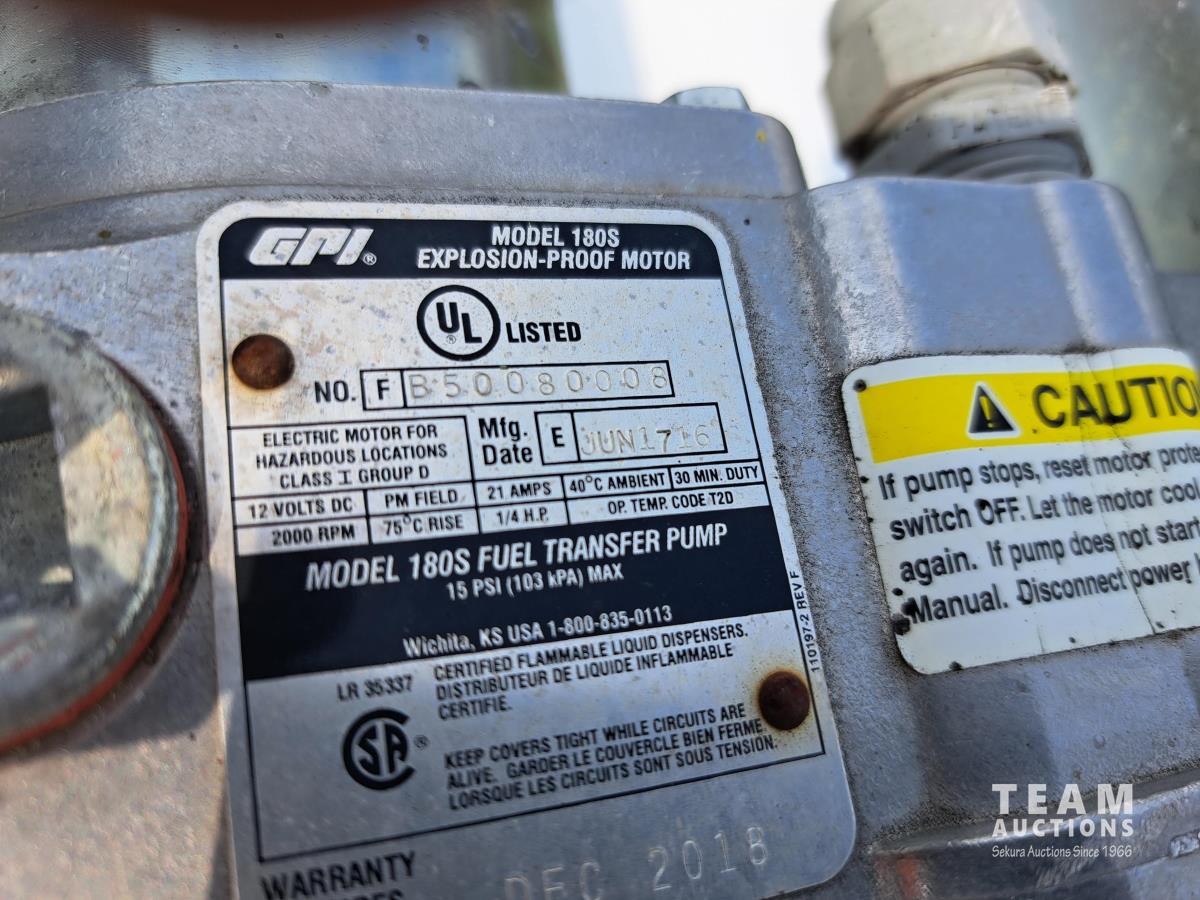 GPI®
MODEL 180S
EXPLOSION-PROOF MOTOR
UL LISTED
NO. F B50080008
ELECTRIC MOTOR FOR
HAZARDOUS LOCATIONS
CLASS I GROUP D
Mfg.
Date E JUN1716
12 VOLTS DC PM FIELD 21 AMPS 40°C AMBIENT 30 MIN. DUTY
2000 RPM 75°C RISE 1/4 H.P. OP. TEMP. CODE T2D
MODEL 180S FUEL TRANSFER PUMP
15 PSI (103 kPA) MAX
Wichita, KS USA 1-800-835-0113
110197-2 REV F
LR 35337
CERTIFIED FLAMMABLE LIQUID DISPENSERS.
DISTRIBUTEUR DE LIQUIDE INFLAMMABLE
CERTIFIE.
SA®
KEEP COVERS TIGHT WHILE CIRCUITS ARE
ALIVE. GARDER LE COUVERCLE BIEN FERME
LORSQUE LES CIRCUITS SONT SOUS TENSION.
WARRANTY
DEC 2018
CAUTIO
If pump stops, reset motor prote
switch OFF. Let the motor cool
again. If pump does not start
Manual. Disconnect power
TEAM
AUCTIONS
Sekura Auctions Since 1966